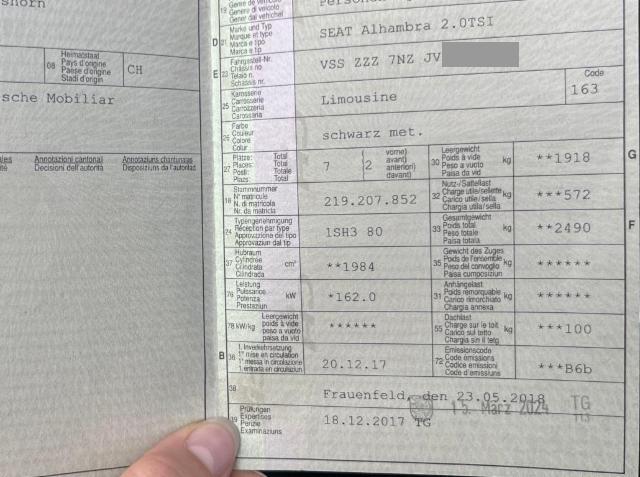 shorn
08 Heimatstaat CH
Pays d'origine
Paese d'origine
Stadi d'origin
sche Mobiliar
Annotazioni cantonali
Decisioni dell'autorità
Annotaziuns chantunalas
Disposiziuns da l'autoritad
19 Genre de véhicule
Genere di veicolo
Gener dal vehichel
D 21 Marke und Typ SEAT Alhambra 2.0TSI
Marque et type
Marca e tipo
Marca e tip
E 23 Fahrgestell-Nr. VSS ZZZ 7NZ JV
Châssis no
Telaio n.
Schassis nr.
25 Karosserie Limousine Code 163
Carrosserie
Carrozzeria
Carossaria
26 Farbe schwarz met.
Couleur
Colore
Colur
27 Plätze: Total 7 2 vorne)
Places: Total avant)
Posti: Totale anteriori)
Plazs: Total davant)
30 Leergewicht kg **1918 G
Poids à vide
Peso a vuoto
Paisa da vid
18 Stammnummer 219.207.852
N° matricule
N. di matricola
Nr. da matricla
32 Nutz-/Sattellast kg ***572
Charge utile/sellette
Carico utile/sella
Chargia utila/sella
24 Typengenehmigung 1SH3 80
Réception par type
Approvazione del tipo
Approvaziun dal tip
33 Gesamtgewicht kg **2490 F
Poids total
Peso totale
Paisa totala
37 Hubraum cm³ **1984
Cylindrée
Cilindrata
Cilindrada
35 Gewicht des Zuges kg ******
Poids de l'ensemble
Peso del convoglio
Paisa cumposiziun
76 Leistung kW *162.0
Puissance
Potenza
Prestaziun
31 Anhängelast kg ******
Poids remorquable
Carico rimorchiato
Chargia annexa
78 kW/kg Leergewicht ******
poids à vide
peso a vuoto
paisa da vid
55 Dachlast kg ***100
Charge sur le toit
Carico sul tetto
Chargia sin il tetg
B 36 1. Inverkehrsetzung 20.12.17
1re mise en circulation
1a messa in circolazione
1. entrada en circulaziun
72 Emissionscode ***B6b
Code émissions
Codice emissioni
Code d'emissiuns
38 Frauenfeld, den 23.05.2018
15. März 2024 TG
39 Prüfungen 18.12.2017 TG
Expertises
Perizie
Examinaziuns